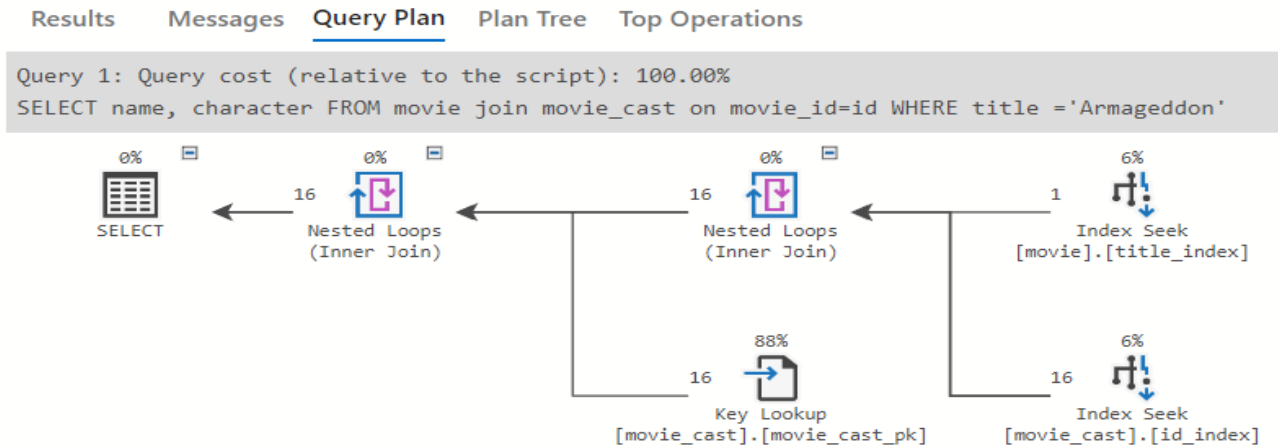 Results Messages Query Plan Plan Tree Top Operations
Query 1: Query cost (relative to the script): 100.00%
SELECT name, character FROM movie join movie_cast on movie_id=id WHERE title ='Armageddon'
0% 0% 0% 6%
16 16 1
SELECT Nested Loops Nested Loops Index Seek
(Inner Join) (Inner Join) [movie].[title_index]
88% 6%
16 16
Key Lookup Index Seek
[movie_cast].[movie_cast_pk] [movie_cast].[id_index]